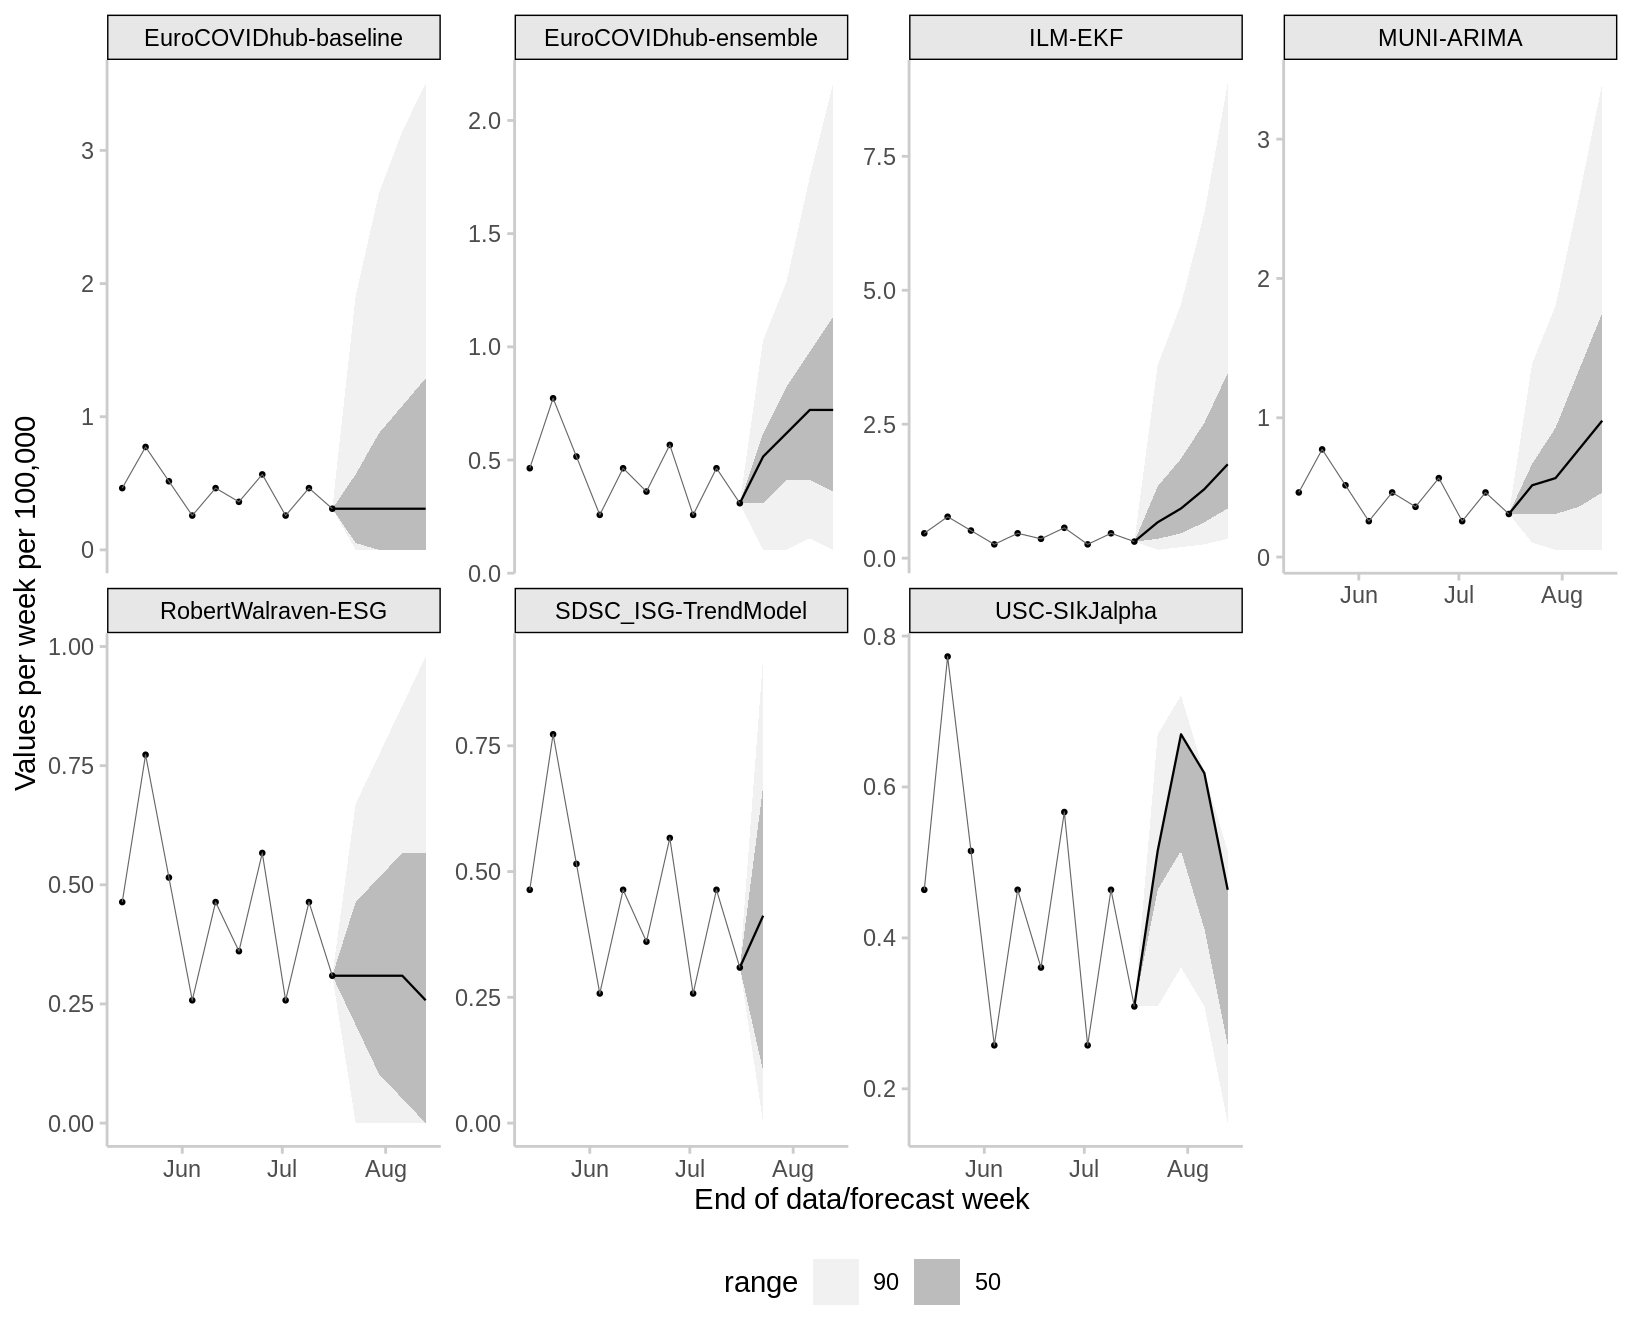 EuroCOVIDhub-baseline
EuroCOVIDhub-ensemble
ILM-EKF
MUNI-ARIMA
3
2
1
0
2.0
1.5
1.0
0.5
0.0
7.5
5.0
2.5
0.0
3
2
1
0
Jun Jul Aug
Values per week per 100,000
RobertWalraven-ESG
SDSC_ISG-TrendModel
USC-SIkJalpha
1.00
0.75
0.50
0.25
0.00
0.75
0.50
0.25
0.00
0.8
0.6
0.4
0.2
Jun Jul Aug
Jun Jul Aug
Jun Jul Aug
End of data/forecast week
range 90 50